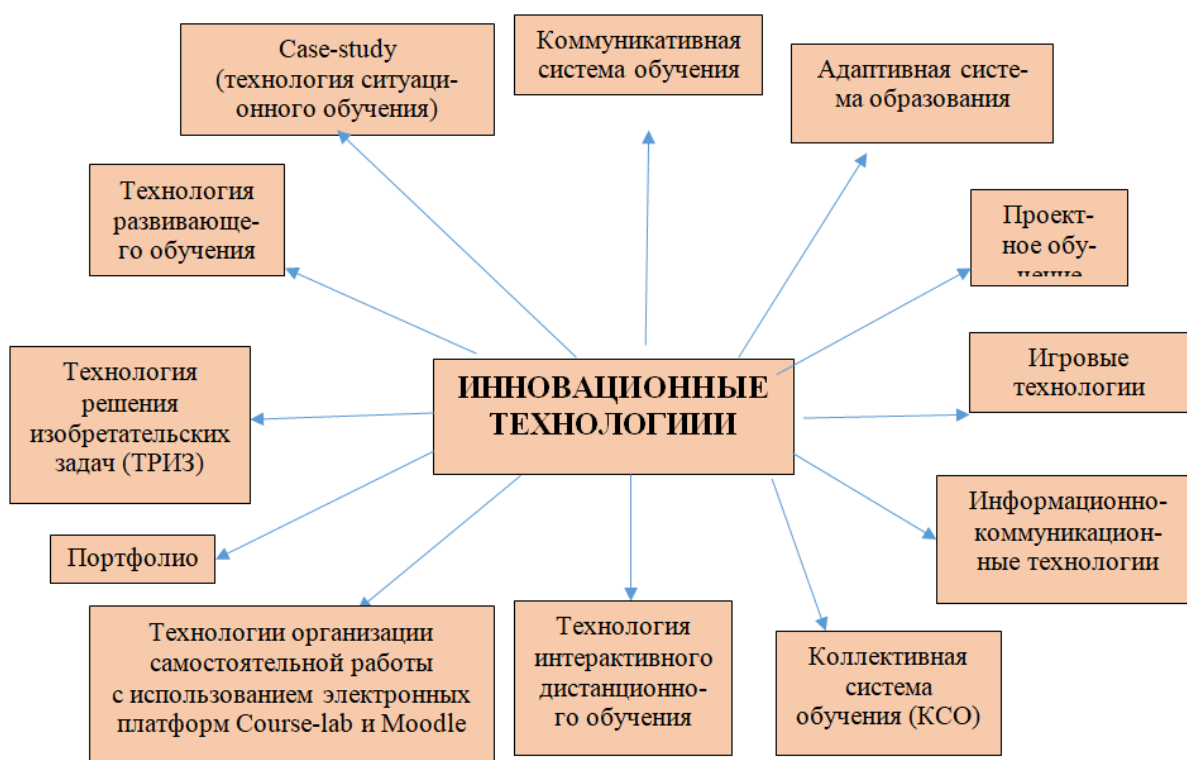 Case-study
(технология ситуаци-
онного обучения)
Коммуникативная
система обучения
Адаптивная систе-
ма образования
Технология
развивающе-
го обучения
Проект-
ное обу-
чение
ИННОВАЦИОННЫЕ
ТЕХНОЛОГИИИ
Игровые
технологии
Технология
решения
изобретательских
задач (ТРИЗ)
Информационно-
коммуникацион-
ные технологии
Портфолио
Технологии организации
самостоятельной работы
с использованием электронных
платформ Course-lab и Moodle
Технология
интерактивного
дистанционно-
го обучения
Коллективная
система
обучения (КСО)